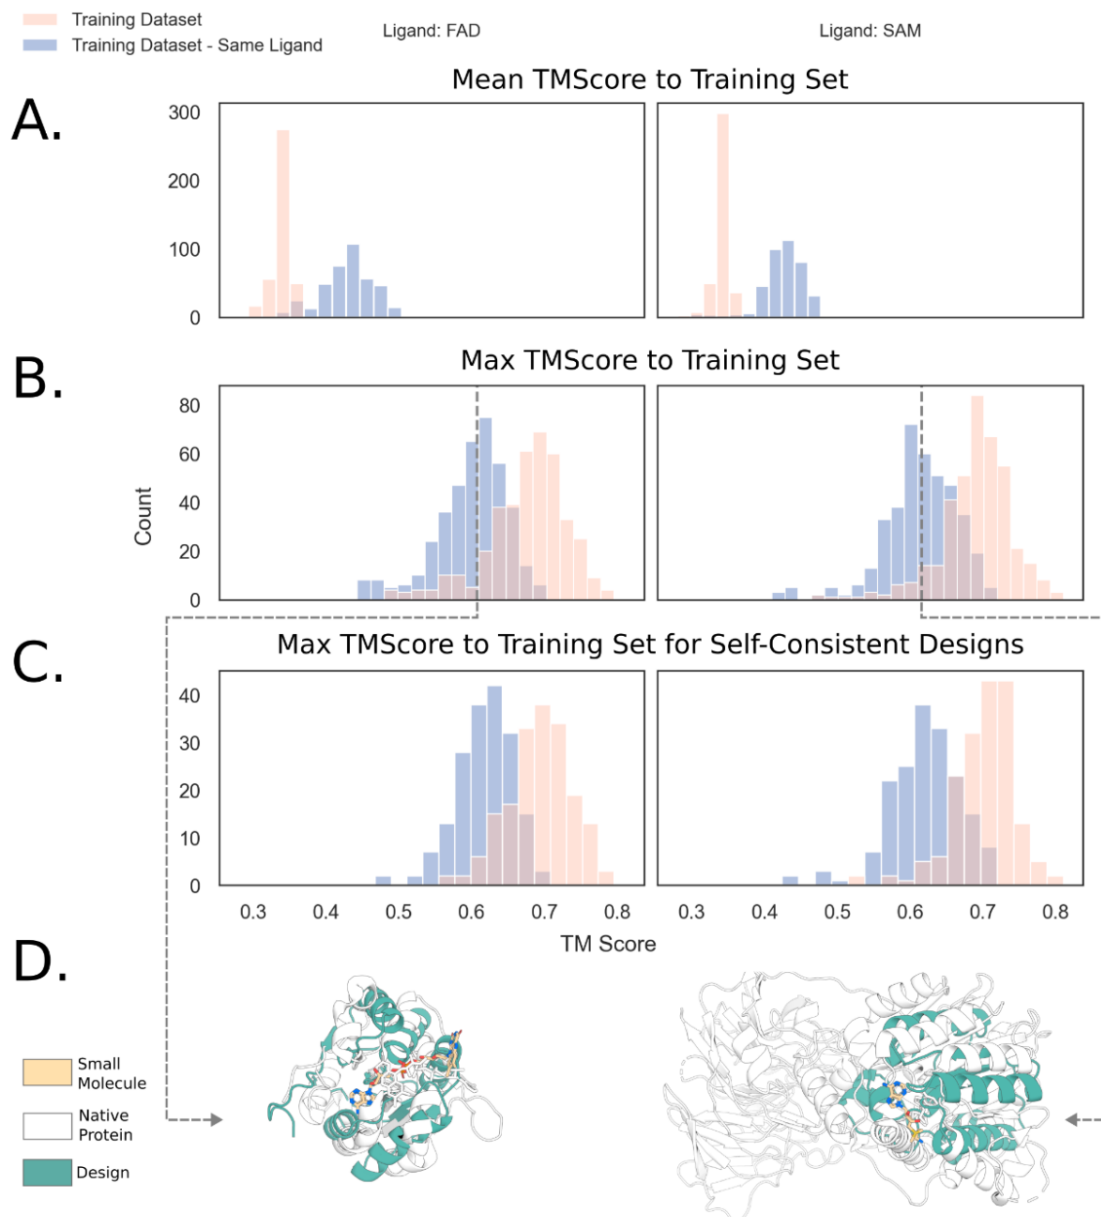 Training Dataset
Training Dataset - Same Ligand
Ligand: FAD
Ligand: SAM
A.
Mean TMScore to Training Set
300
200
100
0
B.
Max TMScore to Training Set
80
60
40
20
0
Count
C.
Max TMScore to Training Set for Self-Consistent Designs
40
30
20
10
0
0.3 0.4 0.5 0.6 0.7 0.8
0.3 0.4 0.5 0.6 0.7 0.8
TM Score
D.
Small
Molecule
Native
Protein
Design